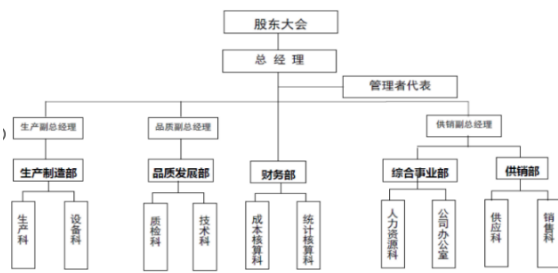 股东大会
总 经 理
管理者代表
生产副总经理
品质副总经理
供销副总经理
)
生产制造部
品质发展部
财务部
综合事业部
供销部
生产科
设备科
质检科
技术科
成本核算科
统计核算科
人力资源科
公司办公室
供应科
销售科